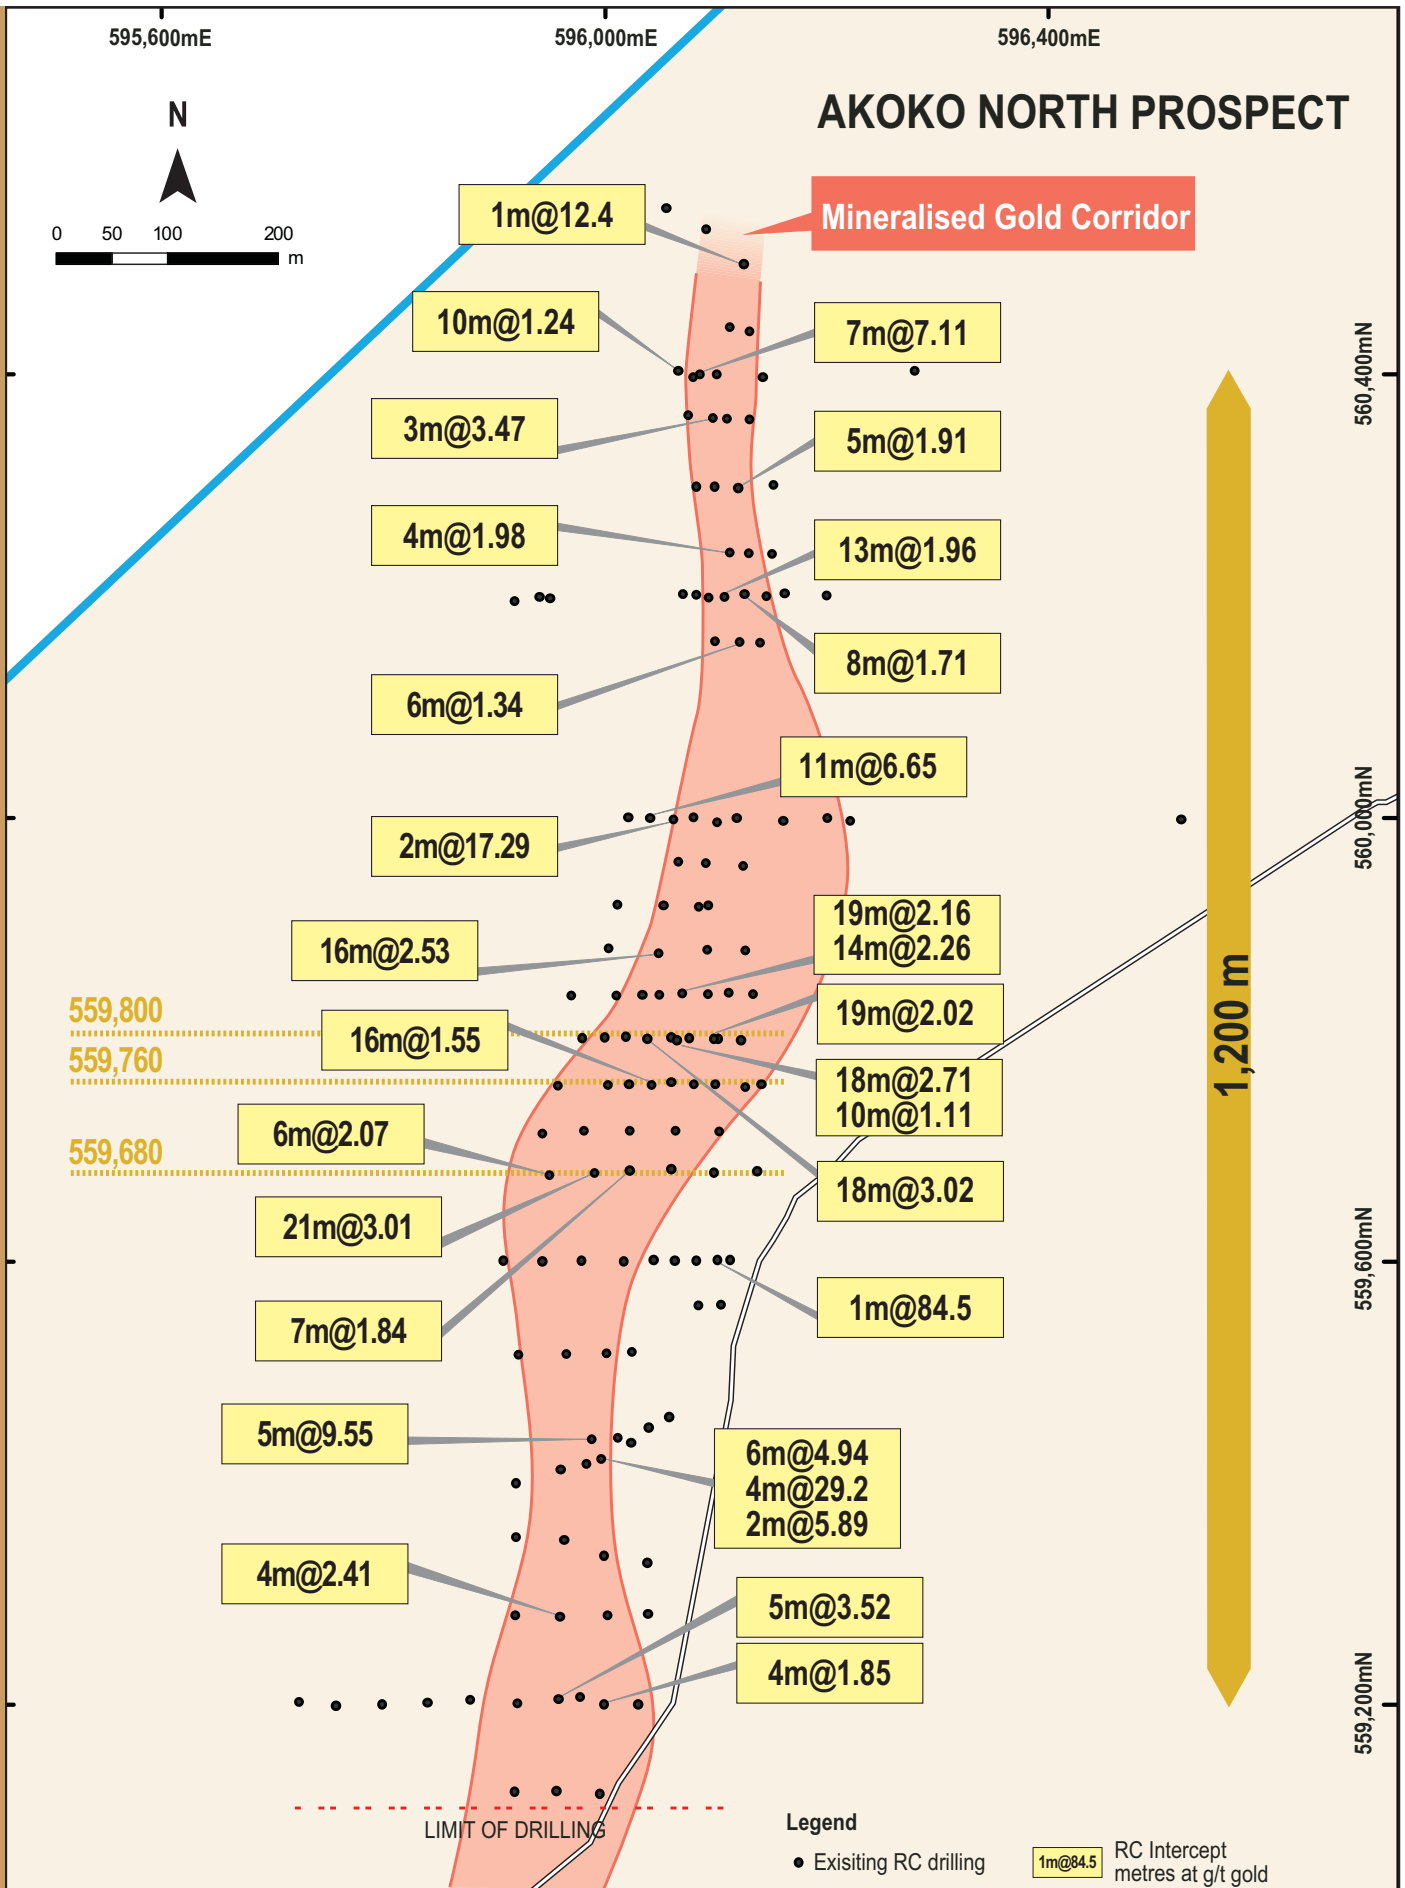 595,600mE
596,000mE
596,400mE
AKOKO NORTH PROSPECT
N
0 50 100 200
m
Mineralised Gold Corridor
1m@12.4
10m@1.24
7m@7.11
560,400mN
3m@3.47
5m@1.91
4m@1.98
13m@1.96
8m@1.71
6m@1.34
11m@6.65
560,000mN
2m@17.29
19m@2.16
14m@2.26
16m@2.53
559,800
19m@2.02
16m@1.55
1,200 m
559,760
18m@2.71
10m@1.11
6m@2.07
559,680
18m@3.02
21m@3.01
559,600mN
1m@84.5
7m@1.84
5m@9.55
6m@4.94
4m@29.2
2m@5.89
4m@2.41
5m@3.52
4m@1.85
559,200mN
LIMIT OF DRILLING
Legend
Exisiting RC drilling
1m@84.5
RC Intercept
metres at g/t gold